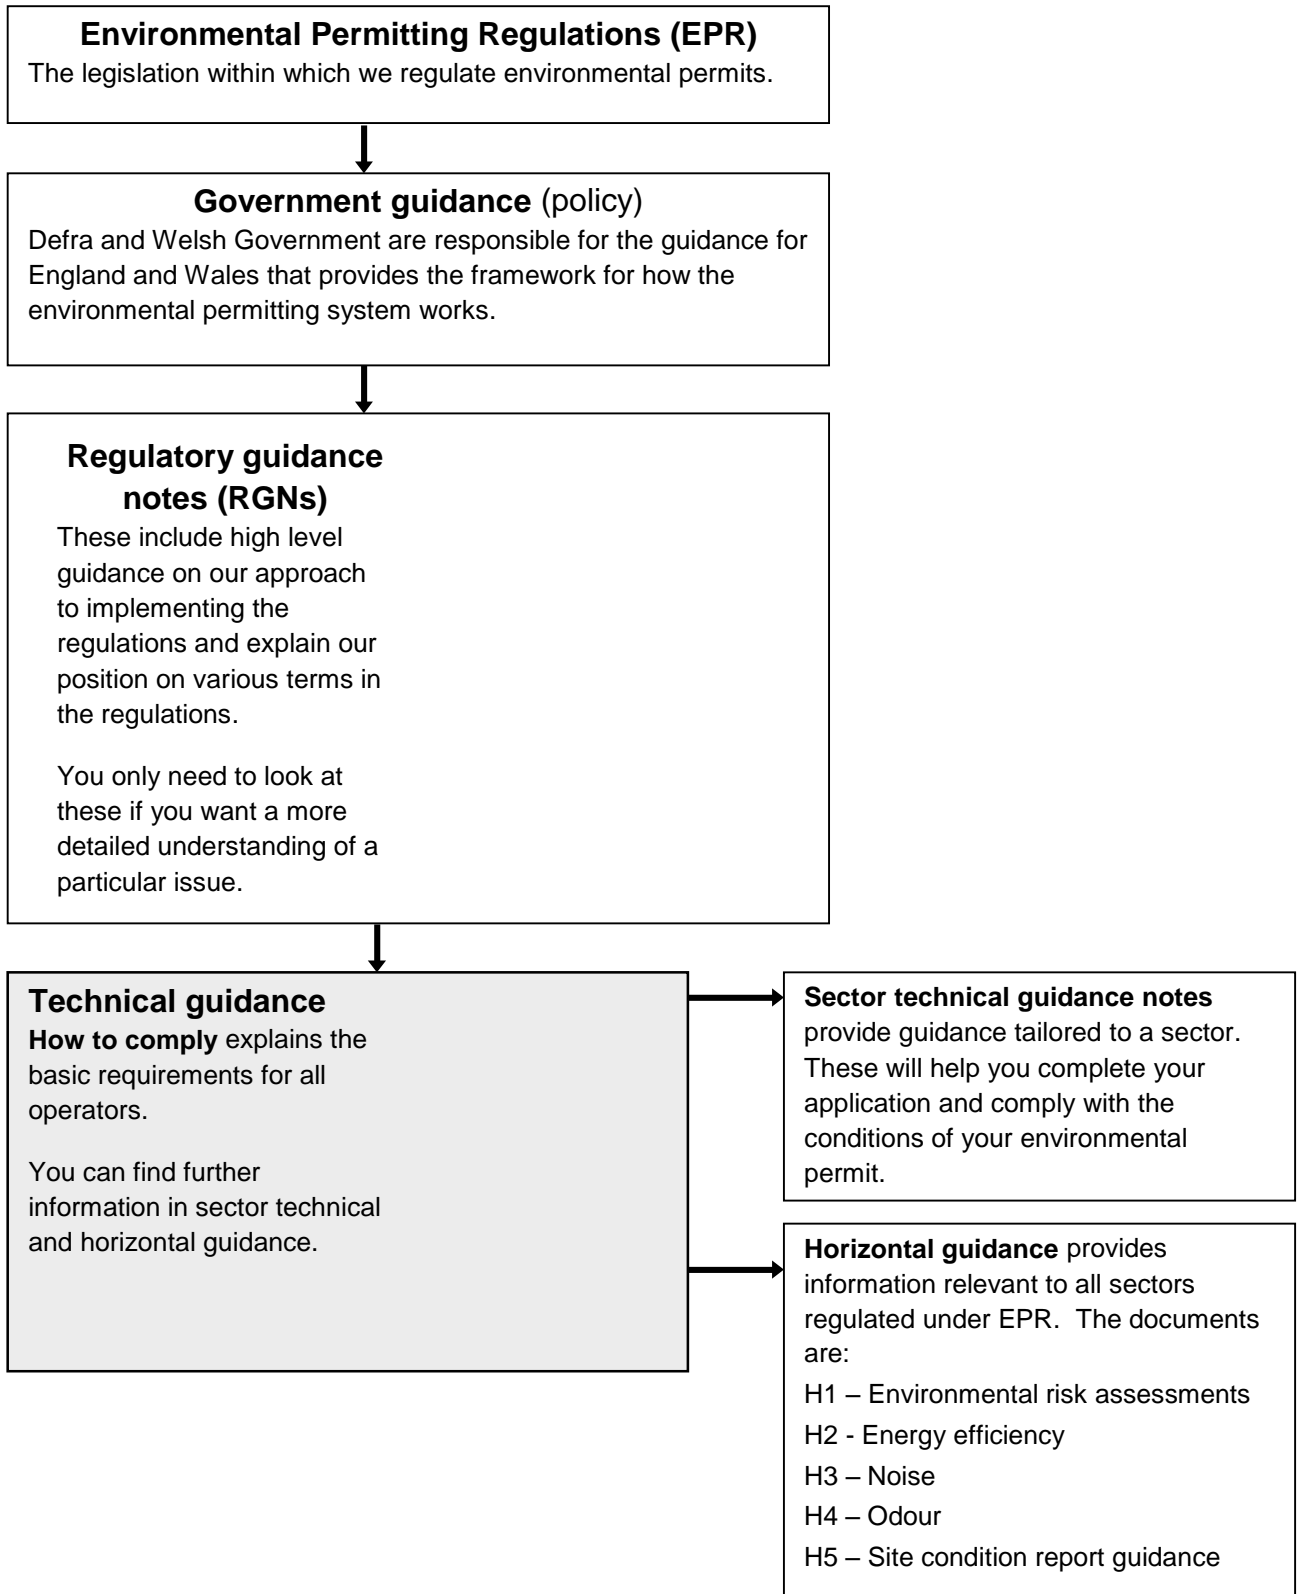 Environmental Permitting Regulations (EPR)
The legislation within which we regulate environmental permits.
Government guidance (policy)
Defra and Welsh Government are responsible for the guidance for
England and Wales that provides the framework for how the
environmental permitting system works.
Regulatory guidance
notes (RGNs)
These include high level
guidance on our approach
to implementing the
regulations and explain our
position on various terms in
the regulations.
You only need to look at
these if you want a more
detailed understanding of a
particular issue.
Technical guidance
How to comply explains the
basic requirements for all
operators.
You can find further
information in sector technical
and horizontal guidance.
Sector technical guidance notes
provide guidance tailored to a sector.
These will help you complete your
application and comply with the
conditions of your environmental
permit.
Horizontal guidance provides
information relevant to all sectors
regulated under EPR.  The documents
are:
H1 – Environmental risk assessments
H2 - Energy efficiency
H3 – Noise
H4 – Odour
H5 – Site condition report guidance